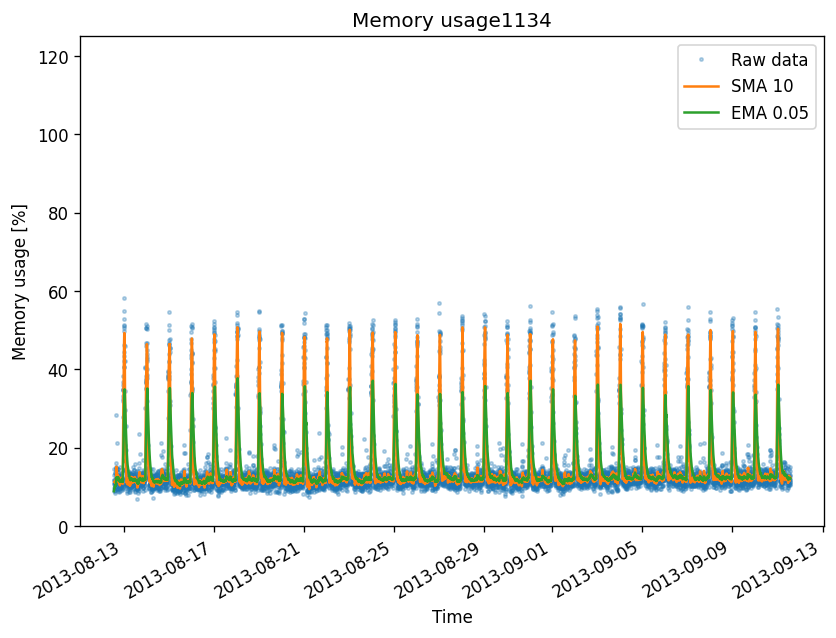 Memory usage1134
120
100
80
60
40
20
0
Memory usage [%]
Raw data
SMA 10
EMA 0.05
2013-08-13
2013-08-17
2013-08-21
2013-08-25
2013-08-29
2013-09-01
2013-09-05
2013-09-09
2013-09-13
Time